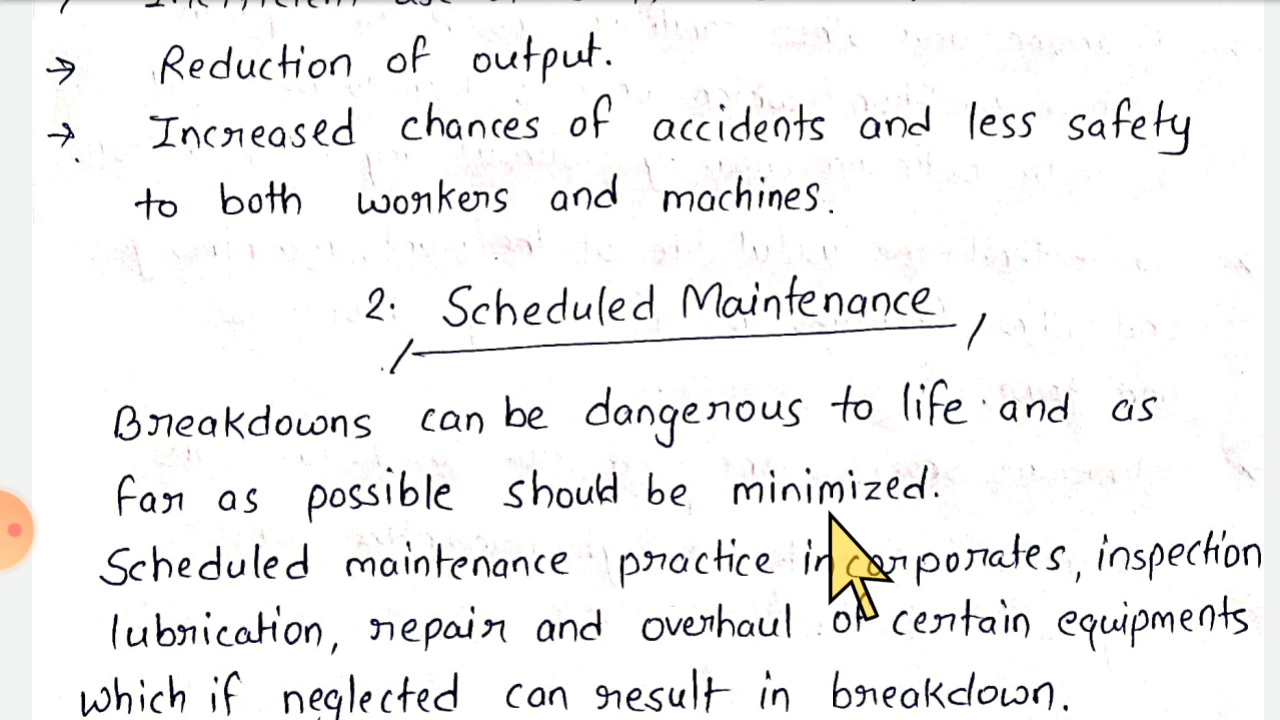 → Reduction of output.
→ Increased chances of accidents and less safety
to both workers and machines.
2. Scheduled Maintenance
Breakdowns can be dangerous to life and as
far as possible should be minimized.
Scheduled maintenance practice incorporates, inspection
lubrication, repair and overhaul of certain equipments
which if neglected can result in breakdown.